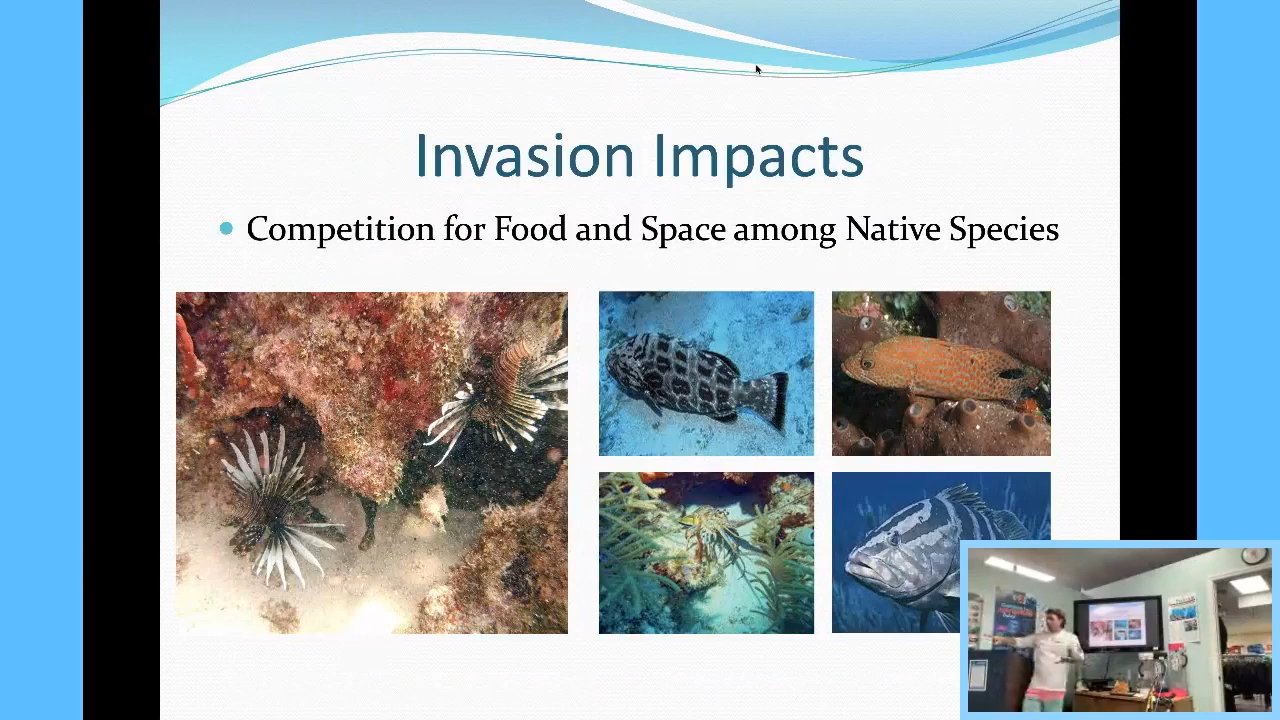 Invasion Impacts
Competition for Food and Space among Native Species